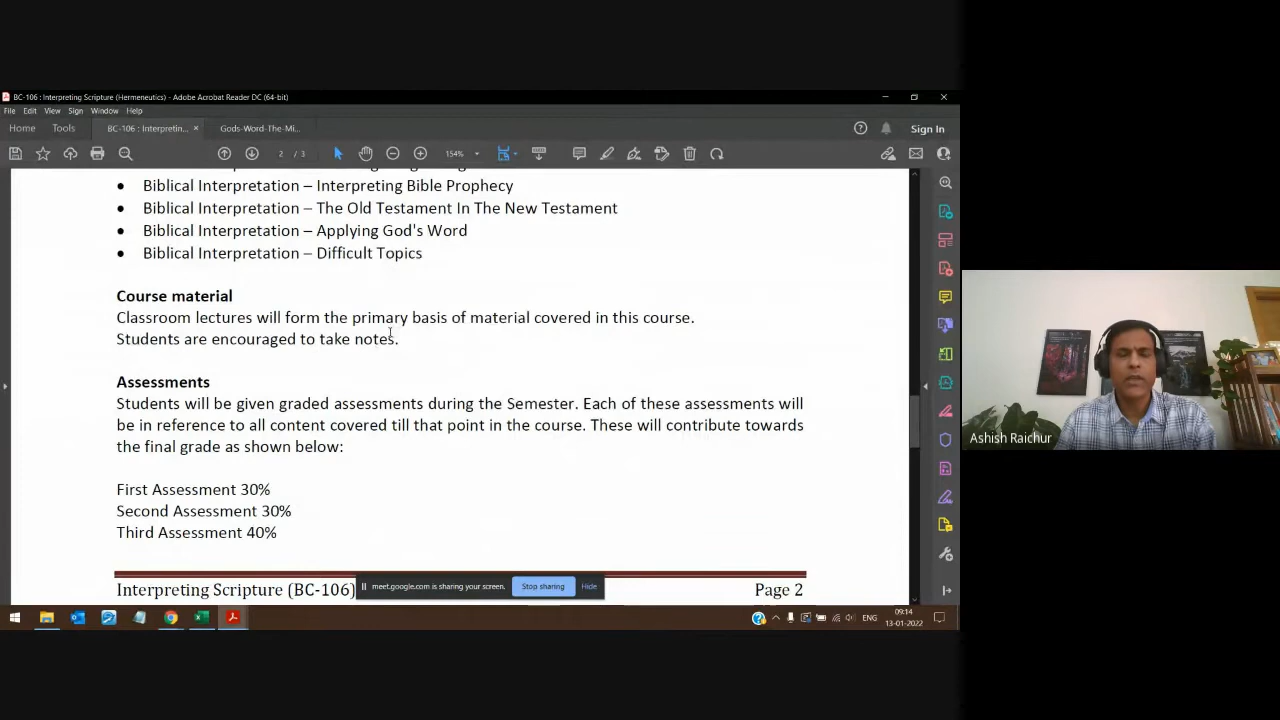 BC-106 : Interpreting Scripture (Hermeneutics) - Adobe Acrobat Reader DC (64-bit)
File Edit View Sign Window Help
Home Tools BC-106 : Interpretin... × Gods-Word-The-Mi... Sign In
2 / 3 154%
• Biblical Interpretation – Interpreting Bible Prophecy
• Biblical Interpretation – The Old Testament In The New Testament
• Biblical Interpretation – Applying God's Word
• Biblical Interpretation – Difficult Topics
Course material
Classroom lectures will form the primary basis of material covered in this course.
Students are encouraged to take notes.
Assessments
Students will be given graded assessments during the Semester. Each of these assessments will
be in reference to all content covered till that point in the course. These will contribute towards
the final grade as shown below:
First Assessment 30%
Second Assessment 30%
Third Assessment 40%
Interpreting Scripture (BC-106) Page 2
meet.google.com is sharing your screen. Stop sharing Hide
ENG
09:14
13-01-2022
Ashish Raichur